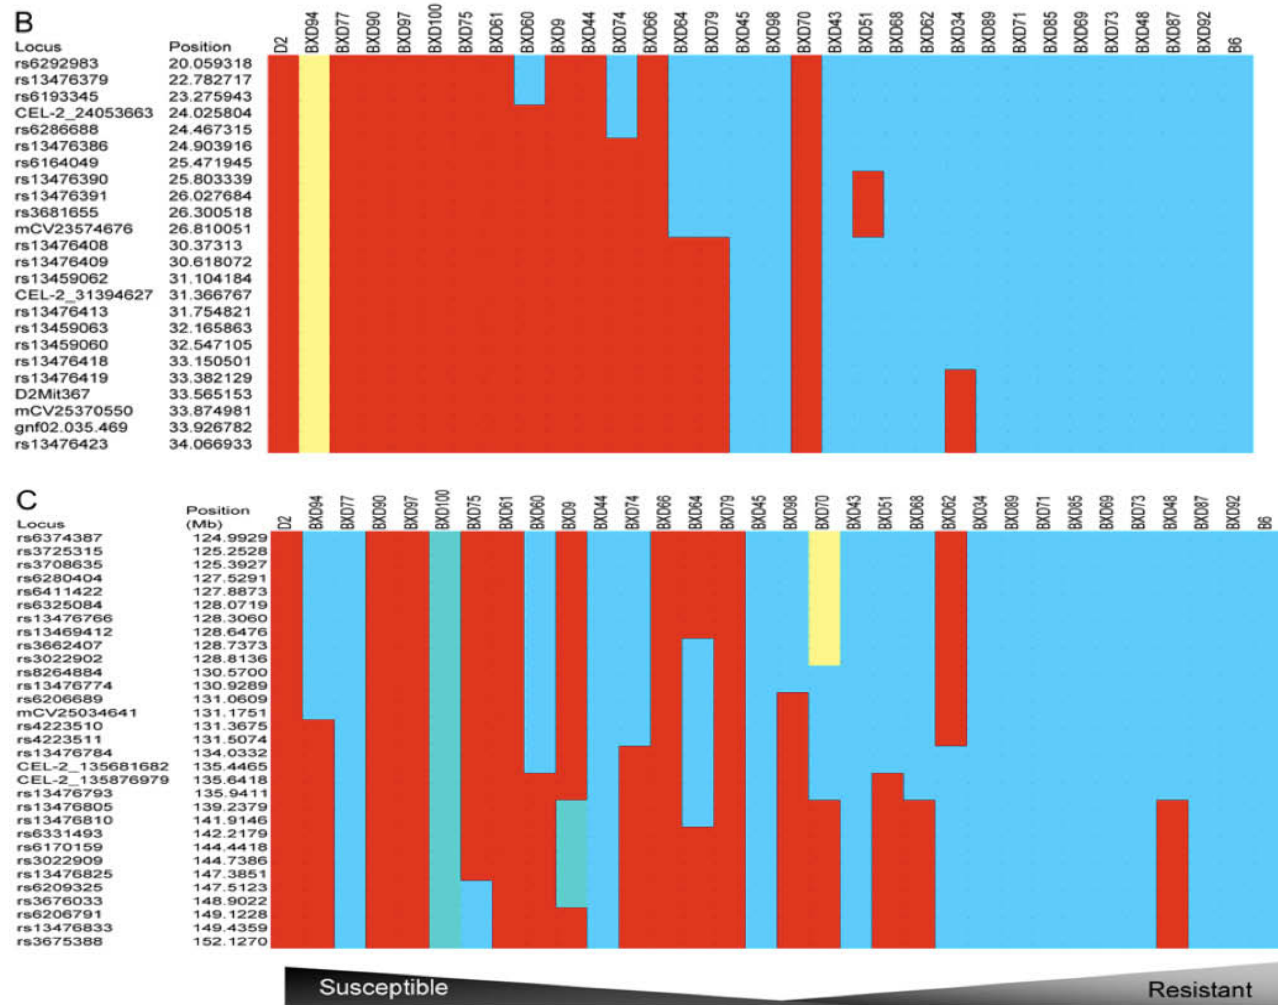 B
D2 BXD94 BXD77 BXD90 BXD97 BXD100 BXD75 BXD61 BXD60 BXD9 BXD44 BXD74 BXD66 BXD64 BXD79 BXD45 BXD98 BXD70 BXD43 BXD51 BXD68 BXD62 BXD34 BXD89 BXD71 BXD85 BXD69 BXD73 BXD48 BXD87 BXD92 B6
Locus Position
rs6292983 20.059318
rs13476379 22.782717
rs6193345 23.275943
CEL-2_24053663 24.025804
rs6286688 24.467315
rs13476386 24.903916
rs6164049 25.471945
rs13476390 25.803339
rs13476391 26.027684
rs3681655 26.300518
mCV23574676 26.810051
rs13476408 30.37313
rs13476409 30.618072
rs13459062 31.104184
CEL-2_31394627 31.366767
rs13476413 31.754821
rs13459063 32.165863
rs13459060 32.547105
rs13476418 33.150501
rs13476419 33.382129
D2Mit367 33.565153
mCV25370550 33.874981
gnf02.035.469 33.926782
rs13476423 34.066933
C
D2 BXD94 BXD77 BXD90 BXD97 BXD100 BXD75 BXD61 BXD60 BXD9 BXD44 BXD74 BXD66 BXD64 BXD79 BXD45 BXD98 BXD70 BXD43 BXD51 BXD68 BXD62 BXD34 BXD89 BXD71 BXD85 BXD69 BXD73 BXD48 BXD87 BXD92 B6
Locus Position (Mb)
rs6374387 124.9929
rs3725315 125.2528
rs3708635 125.3927
rs6280404 127.5291
rs6411422 127.8873
rs6325084 128.0719
rs13476766 128.3060
rs13469412 128.6476
rs3662407 128.7373
rs3022902 128.8136
rs8264884 130.5700
rs13476774 130.9289
rs6206689 131.0609
mCV25034641 131.1751
rs4223510 131.3675
rs4223511 131.5074
rs13476784 134.0332
CEL-2_135681682 135.4465
CEL-2_135876979 135.6418
rs13476793 135.9411
rs13476805 139.2379
rs13476810 141.9146
rs6331493 142.2179
rs6170159 144.4418
rs3022909 144.7386
rs13476825 147.3851
rs6209325 147.5123
rs3676033 148.9022
rs6206791 149.1228
rs13476833 149.4359
rs3675388 152.1270
Susceptible Resistant